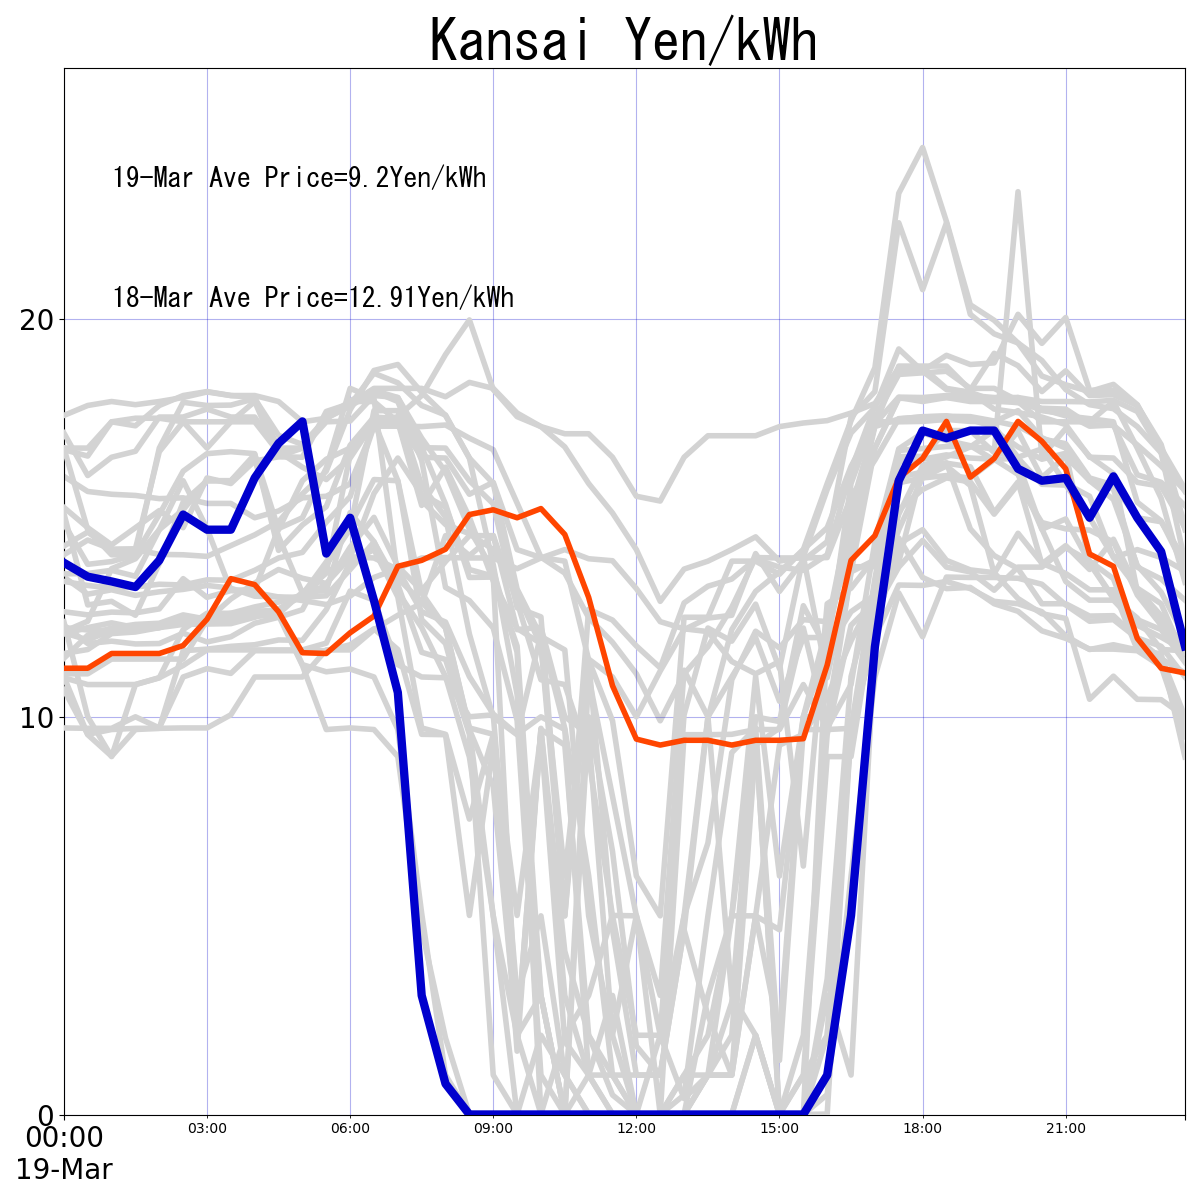 Kansai Yen/kWh
19-Mar Ave Price=9.2Yen/kWh
18-Mar Ave Price=12.91Yen/kWh
20
10
0
00:00 03:00 06:00 09:00 12:00 15:00 18:00 21:00
19-Mar